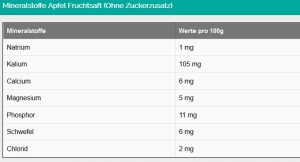 Mineralstoffe Apfel Fruchtsaft (Ohne Zuckerzusatz)
Mineralstoffe Werte pro 100g
Natrium 1 mg
Kalium 105 mg
Calcium 6 mg
Magnesium 5 mg
Phosphor 11 mg
Schwefel 6 mg
Chlorid 2 mg